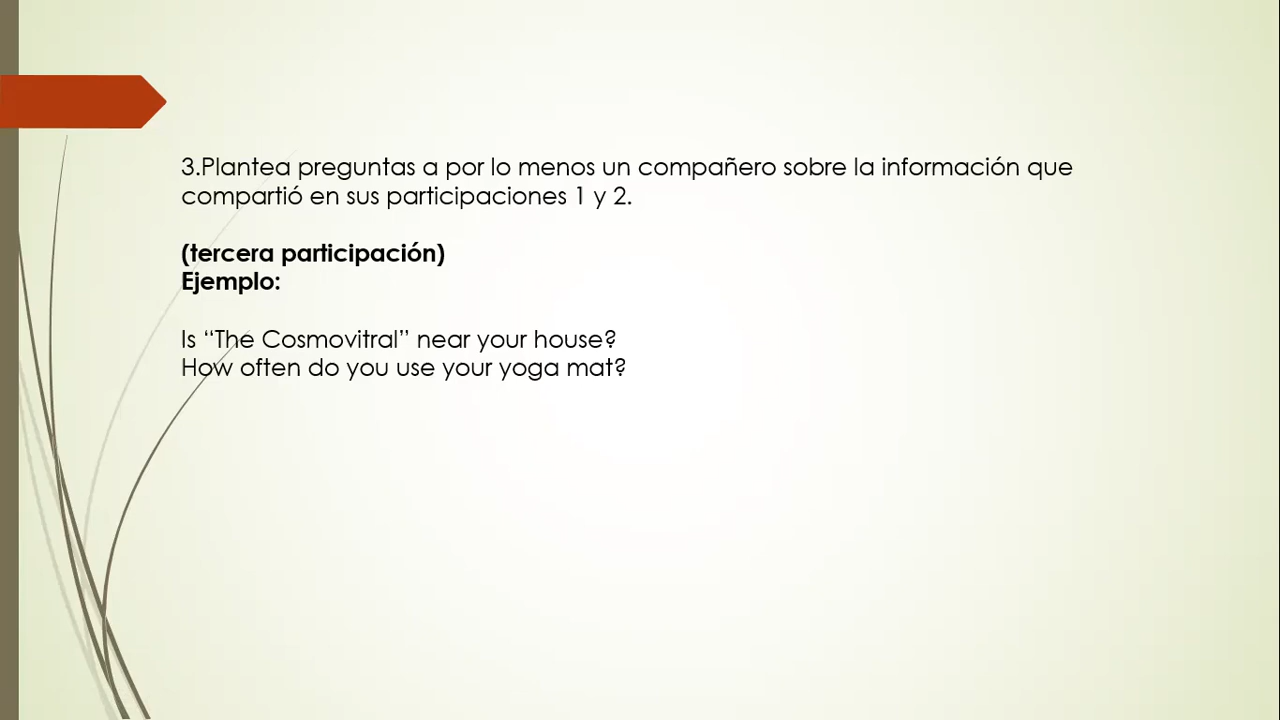 3.Plantea preguntas a por lo menos un compañero sobre la información que
compartió en sus participaciones 1 y 2.
(tercera participación)
Ejemplo:
Is “The Cosmovitral” near your house?
How often do you use your yoga mat?